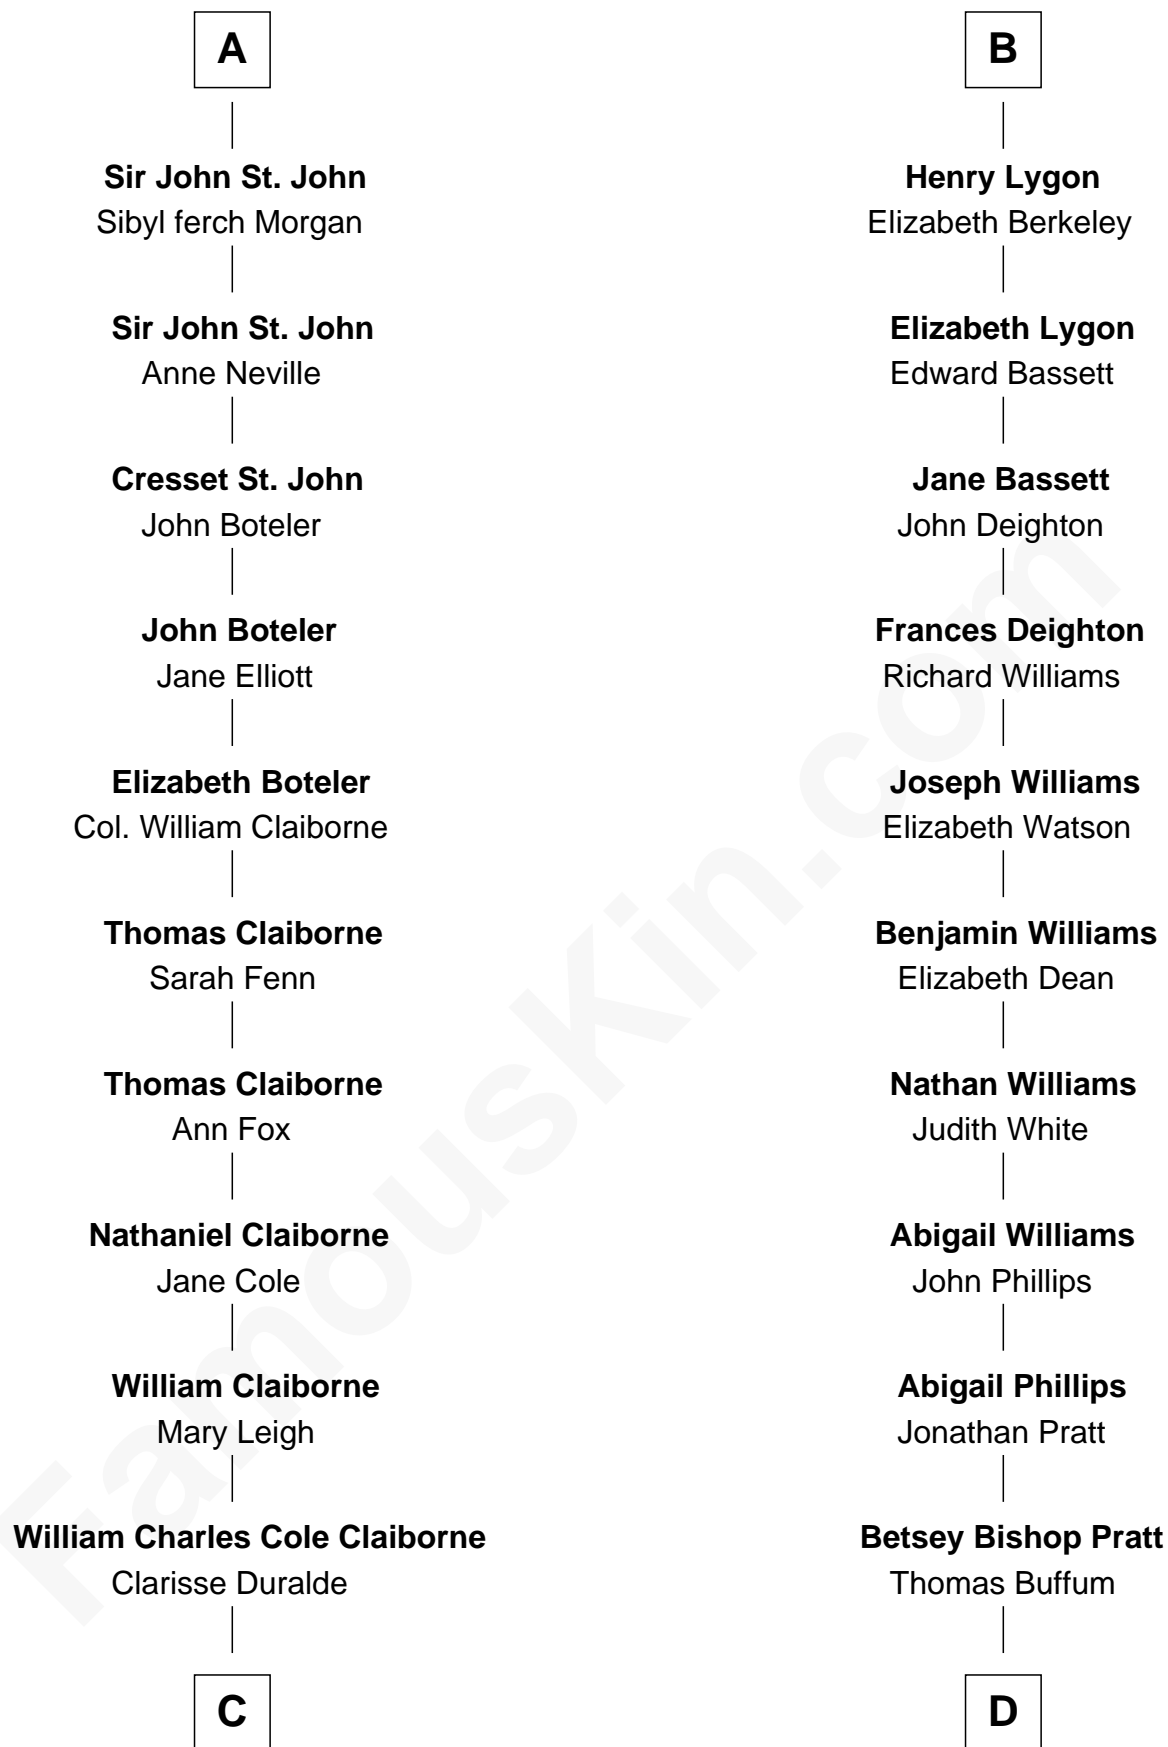 A
Sir John St. John
Sibyl ferch Morgan
Sir John St. John
Anne Neville
Cresset St. John
John Boteler
John Boteler
Jane Elliott
Elizabeth Boteler
Col. William Claiborne
Thomas Claiborne
Sarah Fenn
Thomas Claiborne
Ann Fox
Nathaniel Claiborne
Jane Cole
William Claiborne
Mary Leigh
William Charles Cole Claiborne
Clarisse Duralde
C
B
Henry Lygon
Elizabeth Berkeley
Elizabeth Lygon
Edward Bassett
Jane Bassett
John Deighton
Frances Deighton
Richard Williams
Joseph Williams
Elizabeth Watson
Benjamin Williams
Elizabeth Dean
Nathan Williams
Judith White
Abigail Williams
John Phillips
Abigail Phillips
Jonathan Pratt
Betsey Bishop Pratt
Thomas Buffum
D
FamousKin.com